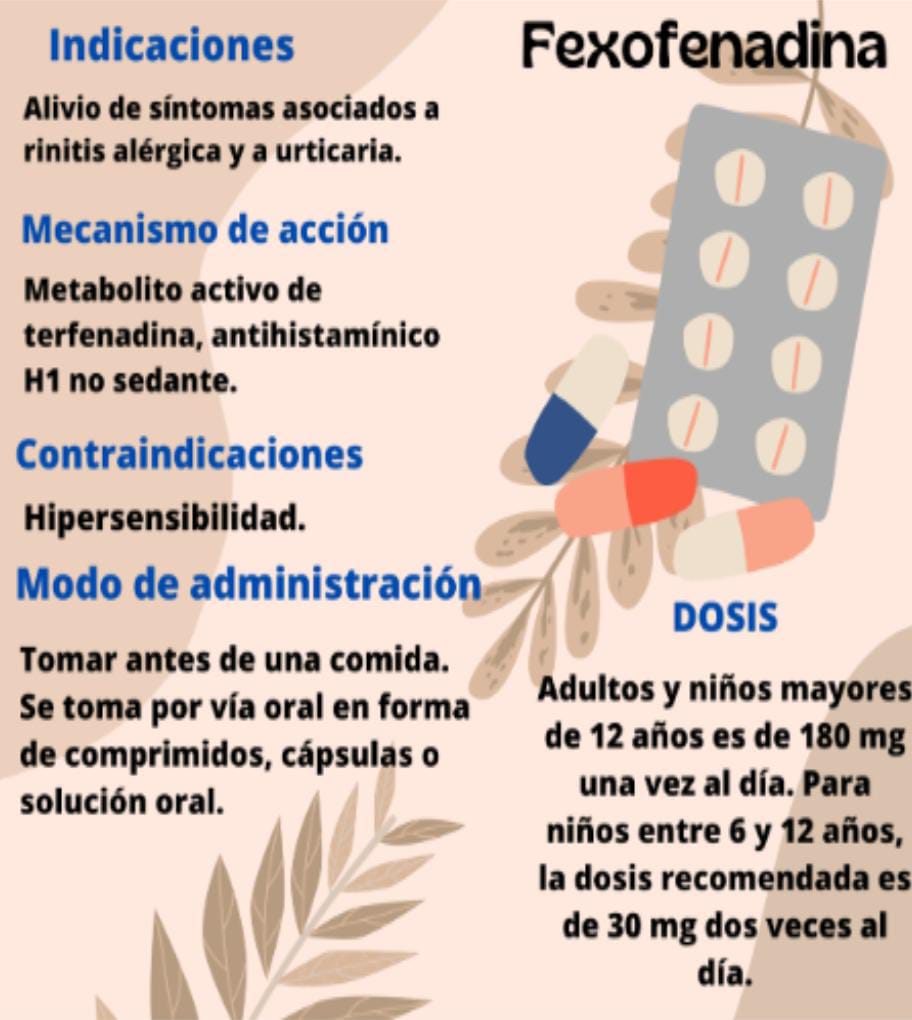 Fexofenadina
Indicaciones
Alivio de síntomas asociados a
rinitis alérgica y a urticaria.
Mecanismo de acción
Metabolito activo de
terfenadina, antihistamínico
H1 no sedante.
Contraindicaciones
Hipersensibilidad.
Modo de administración
Tomar antes de una comida.
Se toma por vía oral en forma
de comprimidos, cápsulas o
solución oral.
DOSIS
Adultos y niños mayores
de 12 años es de 180 mg
una vez al día. Para
niños entre 6 y 12 años,
la dosis recomendada es
de 30 mg dos veces al
día.